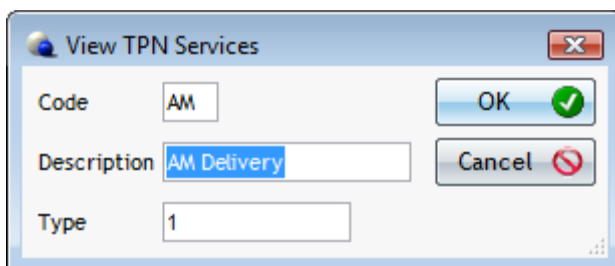 View TPN Services
Code AM OK
Description AM Delivery Cancel
Type 1